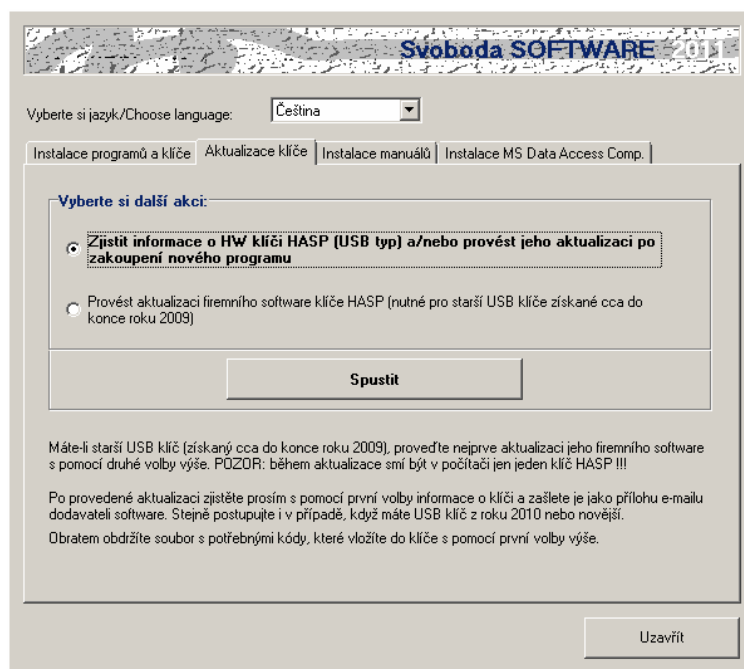 Svoboda SOFTWARE 2011
Vyberte si jazyk/Choose language:
Čeština
Instalace programů a klíče
Aktualizace klíče
Instalace manuálů
Instalace MS Data Access Comp.
Vyberte si další akci:
Zjistit informace o HW klíči HASP (USB typ) a/nebo provést jeho aktualizaci po
zakoupení nového programu
Provést aktualizaci firemního software klíče HASP (nutné pro starší USB klíče získané cca do
konce roku 2009)
Spustit
Máte-li starší USB klíč (získaný cca do konce roku 2009), proveďte nejprve aktualizaci jeho firemního software
s pomocí druhé volby výše. POZOR: během aktualizace smí být v počítači jen jeden klíč HASP !!!
Po provedené aktualizaci zjistěte prosím s pomocí první volby informace o klíči a zašlete je jako přílohu e-mailu
dodavateli software. Stejně postupujte i v případě, když máte USB klíč z roku 2010 nebo novější.
Obratem obdržíte soubor s potřebnými kódy, které vložíte do klíče s pomocí první volby výše.
Uzavřít